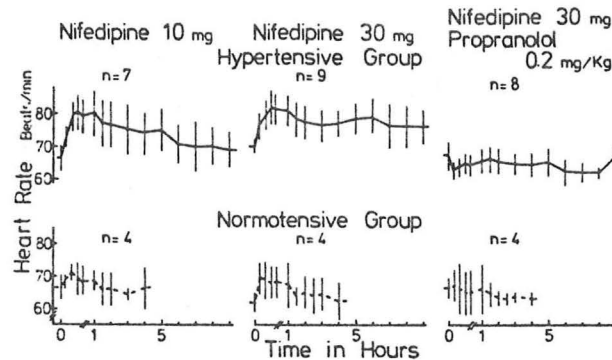 Nifedipine 10 mg
Nifedipine 30 mg
Nifedipine 30 mg
Propranolol
0.2 mg/Kg
Hypertensive Group
n=7
n=9
n=8
Heart Rate Beats/min
80
70
60
Normotensive Group
n=4
n=4
n=4
80
70
60
0 1 5
0 1 5
0 1 5
Time in Hours